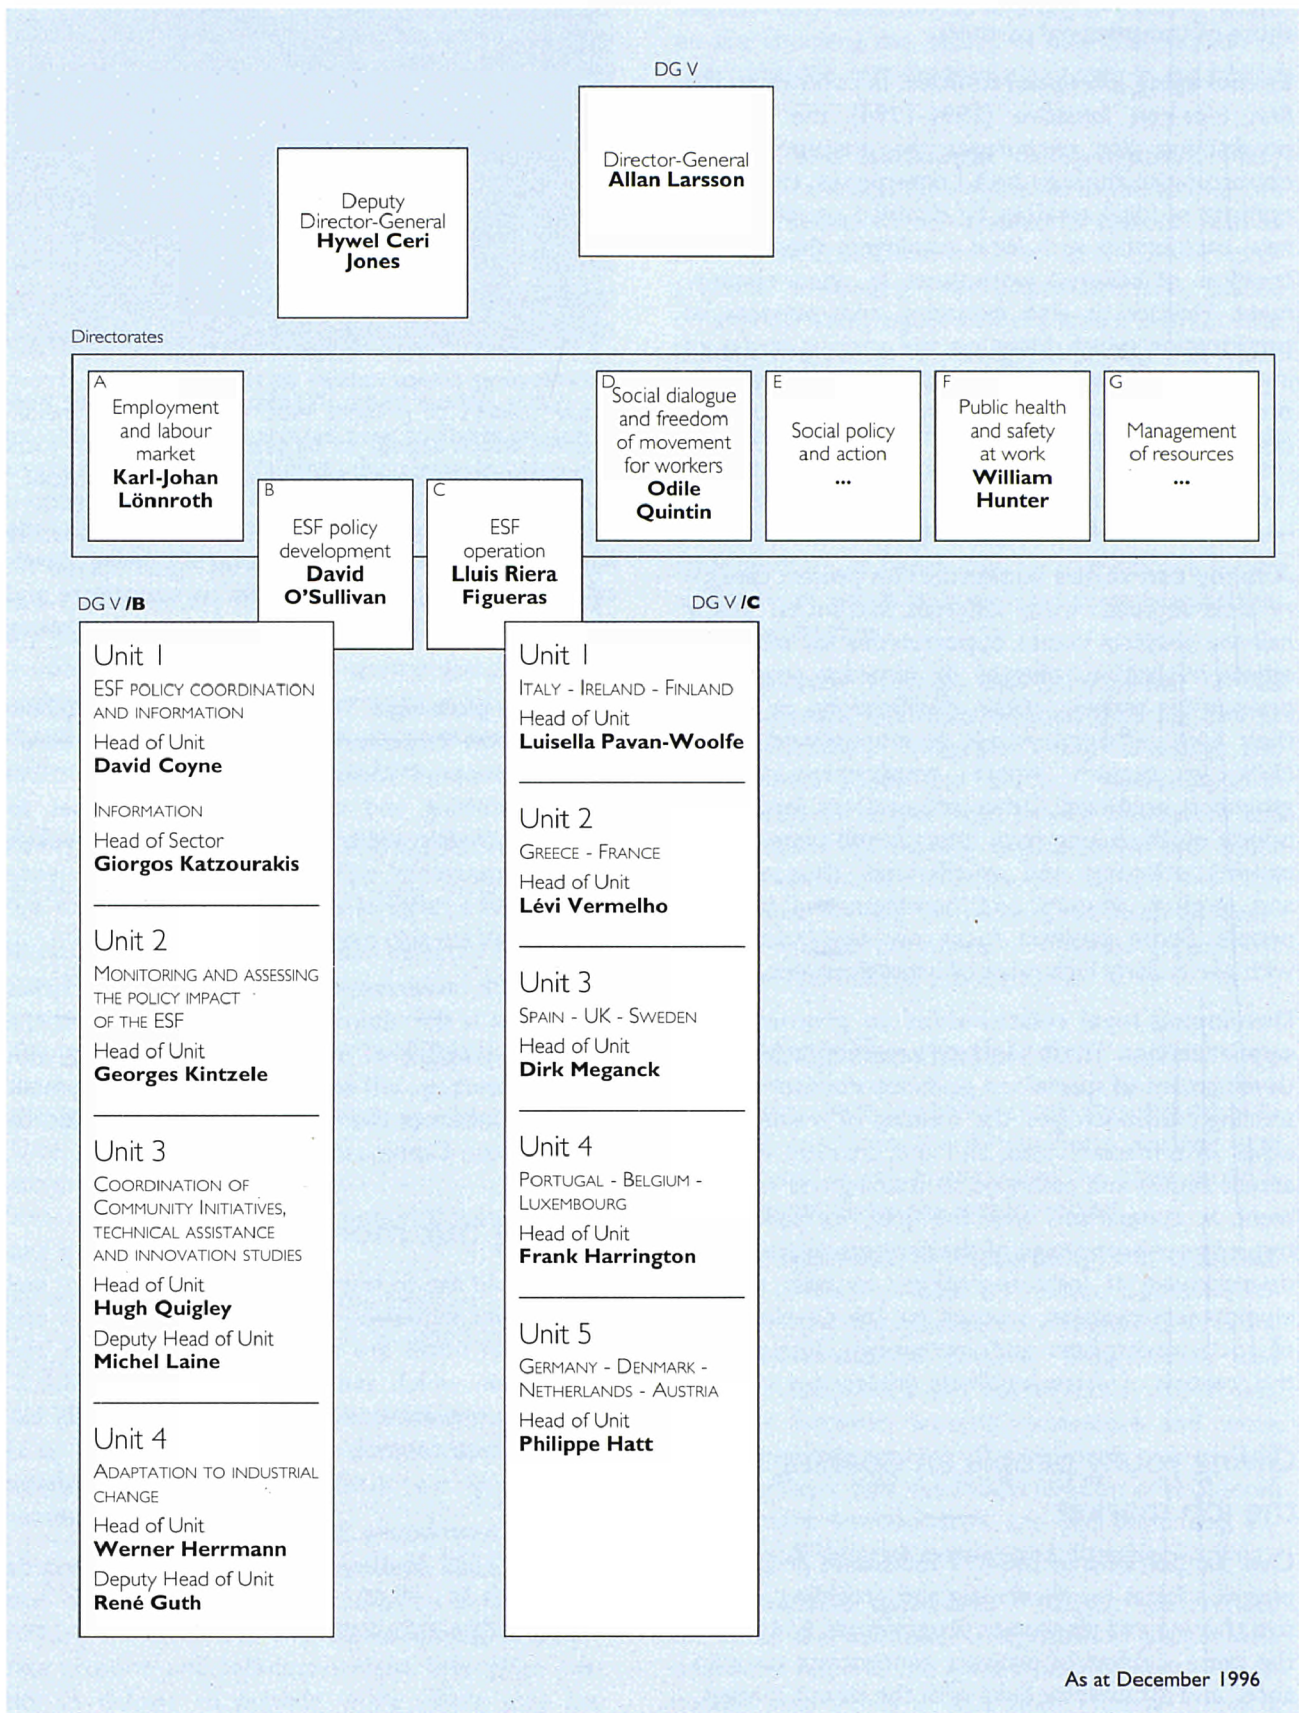 DG V
Director-General
Allan Larsson
Deputy
Director-General
Hywel Ceri
Jones
Directorates
A
Employment
and labour
market
Karl-Johan
Lönnroth
B
ESF policy
development
David
O'Sullivan
C
ESF
operation
Lluis Riera
Figueras
D
Social dialogue
and freedom
of movement
for workers
Odile
Quintin
E
Social policy
and action
...
F
Public health
and safety
at work
William
Hunter
G
Management
of resources
...
DG V /B
Unit 1
ESF POLICY COORDINATION
AND INFORMATION
Head of Unit
David Coyne
INFORMATION
Head of Sector
Giorgos Katzourakis
Unit 2
MONITORING AND ASSESSING
THE POLICY IMPACT
OF THE ESF
Head of Unit
Georges Kintzele
Unit 3
COORDINATION OF
COMMUNITY INITIATIVES,
TECHNICAL ASSISTANCE
AND INNOVATION STUDIES
Head of Unit
Hugh Quigley
Deputy Head of Unit
Michel Laine
Unit 4
ADAPTATION TO INDUSTRIAL
CHANGE
Head of Unit
Werner Herrmann
Deputy Head of Unit
René Guth
DG V /C
Unit 1
ITALY - IRELAND - FINLAND
Head of Unit
Luisella Pavan-Woolfe
Unit 2
GREECE - FRANCE
Head of Unit
Lévi Vermelho
Unit 3
SPAIN - UK - SWEDEN
Head of Unit
Dirk Meganck
Unit 4
PORTUGAL - BELGIUM -
LUXEMBOURG
Head of Unit
Frank Harrington
Unit 5
GERMANY - DENMARK -
NETHERLANDS - AUSTRIA
Head of Unit
Philippe Hatt
As at December 1996